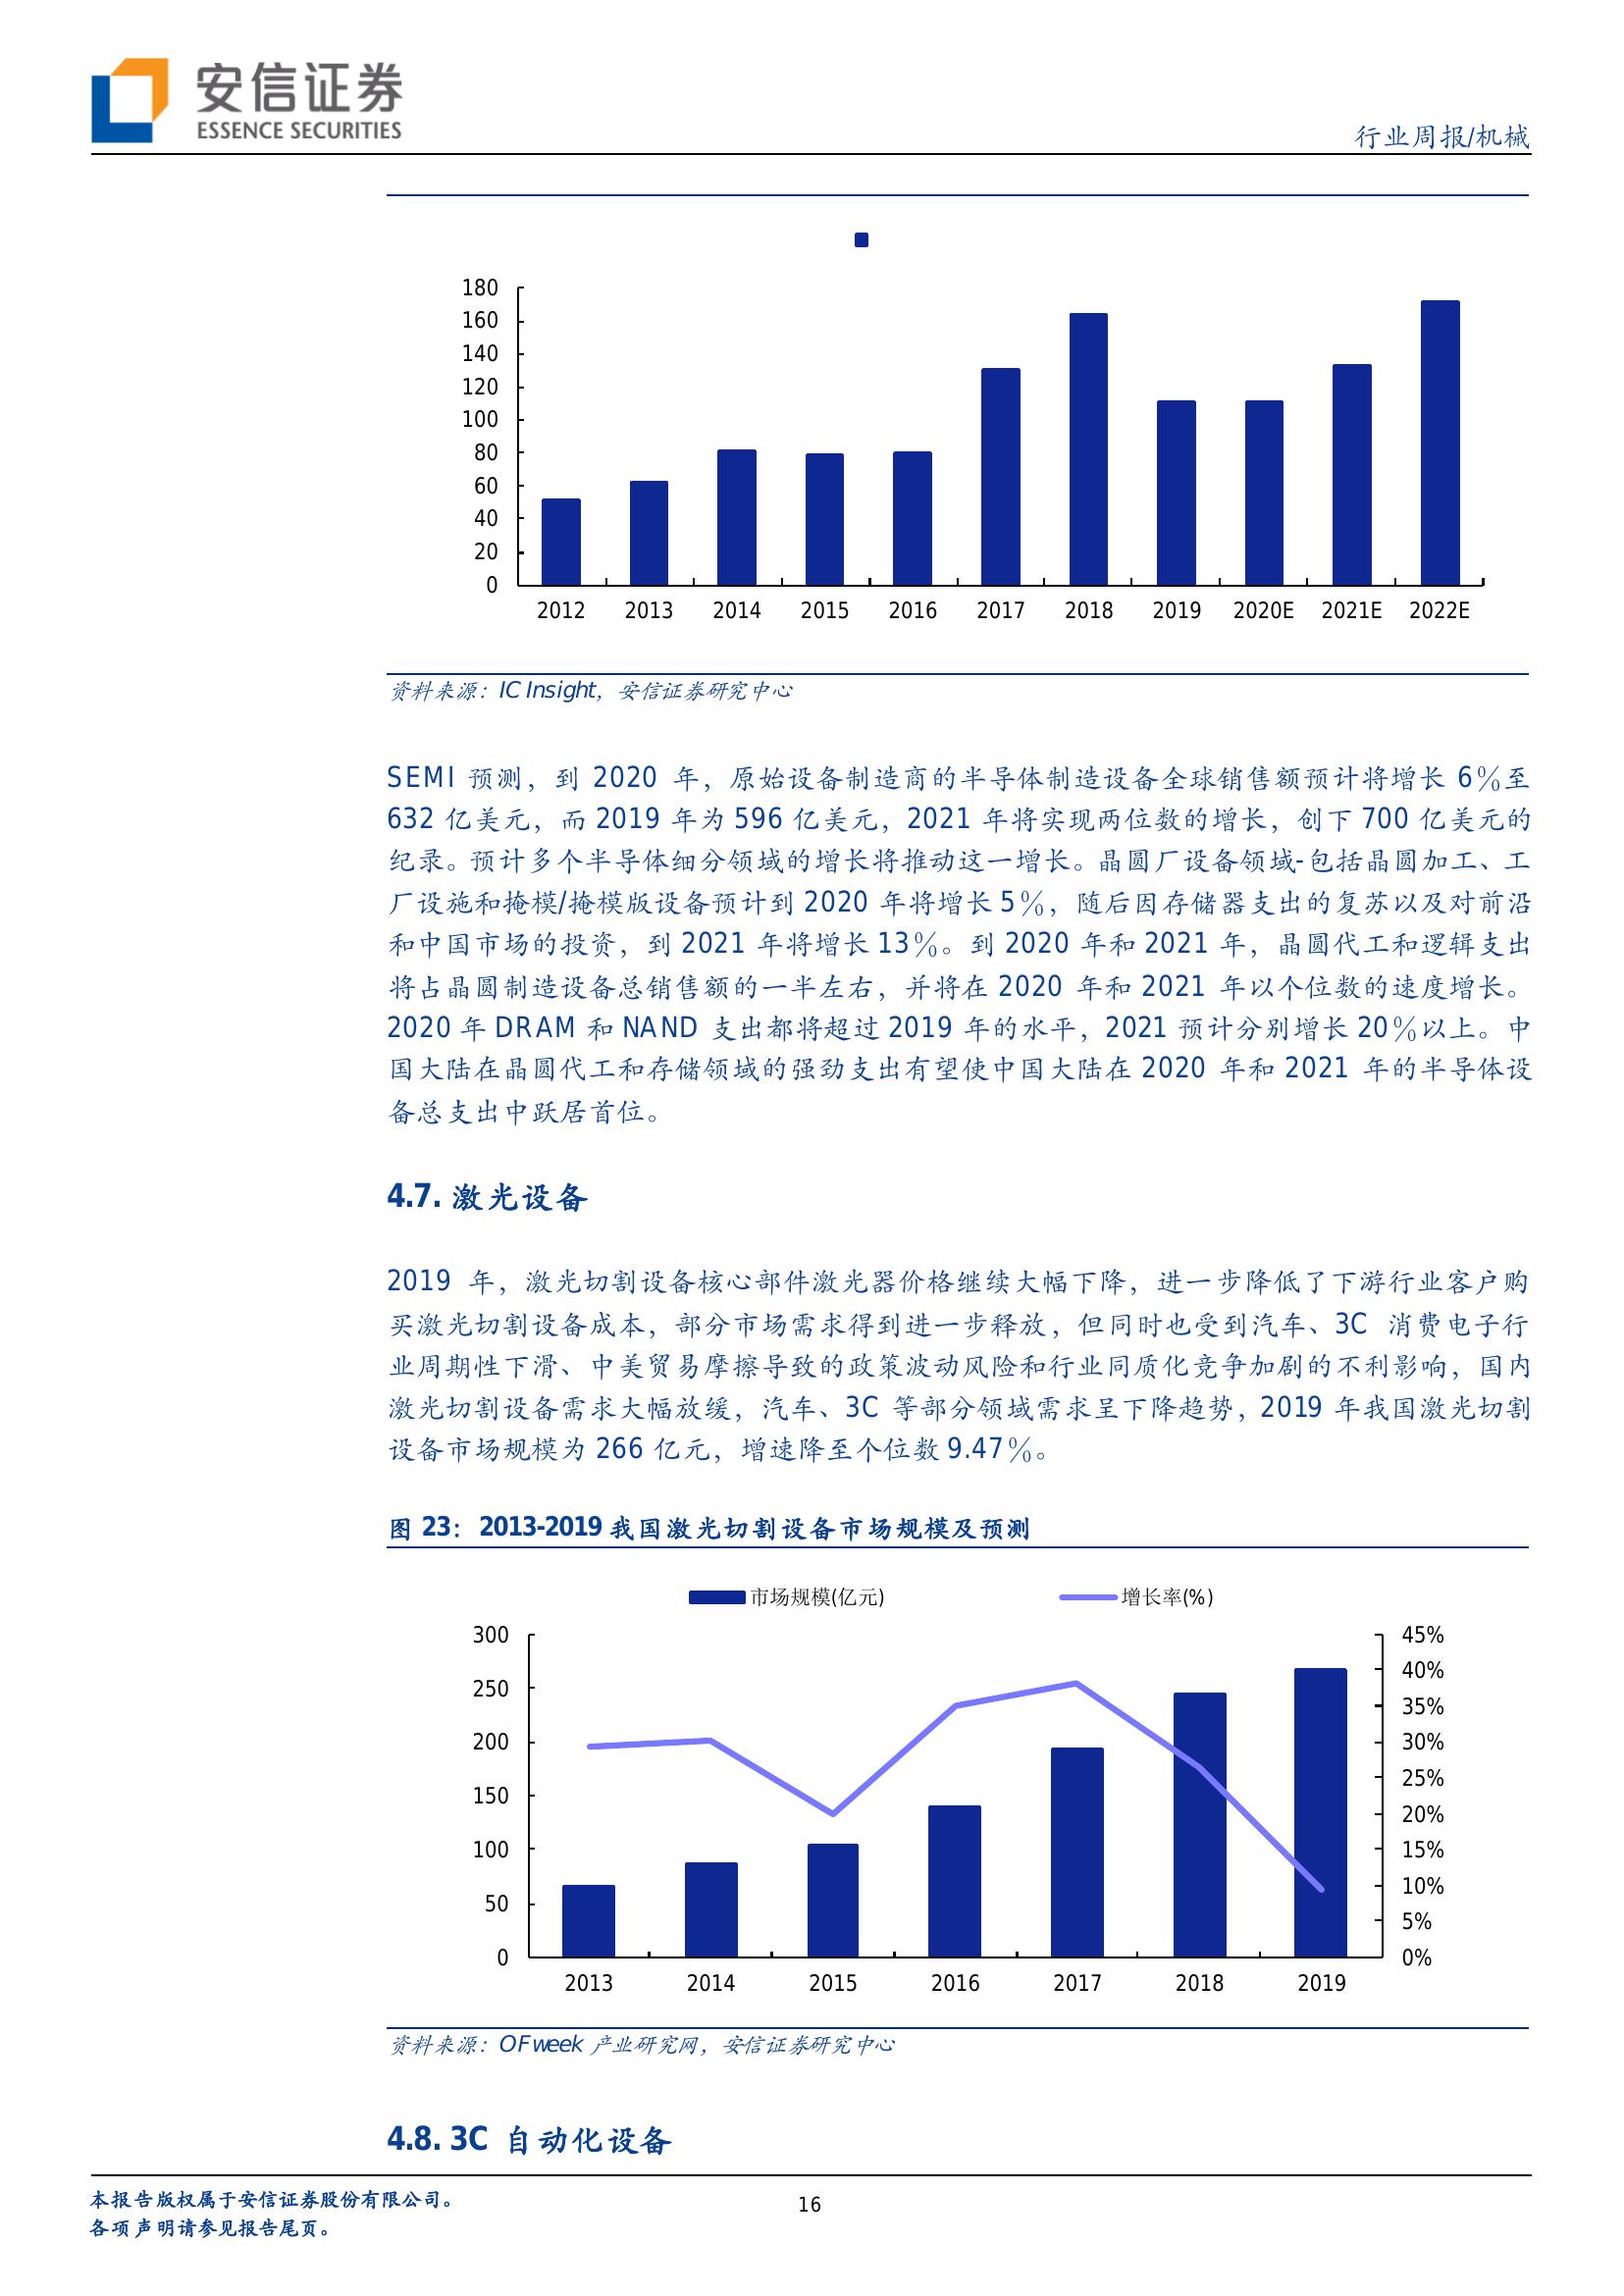 安信证券
ESSENCE SECURITIES
行业周报/机械
180
160
140
120
100
80
60
40
20
0
2012 2013 2014 2015 2016 2017 2018 2019 2020E 2021E 2022E
资料来源：IC Insight，安信证券研究中心
SEMI 预测，到 2020 年，原始设备制造商的半导体制造设备全球销售额预计将增长 6％至
632 亿美元，而 2019 年为 596 亿美元，2021 年将实现两位数的增长，创下 700 亿美元的
纪录。预计多个半导体细分领域的增长将推动这一增长。晶圆厂设备领域-包括晶圆加工、工
厂设施和掩模/掩模版设备预计到 2020 年将增长 5％，随后因存储器支出的复苏以及对前沿
和中国市场的投资，到 2021 年将增长 13％。到 2020 年和 2021 年，晶圆代工和逻辑支出
将占晶圆制造设备总销售额的一半左右，并将在 2020 年和 2021 年以个位数的速度增长。
2020 年 DRAM 和 NAND 支出都将超过 2019 年的水平，2021 预计分别增长 20％以上。中
国大陆在晶圆代工和存储领域的强劲支出有望使中国大陆在 2020 年和 2021 年的半导体设
备总支出中跃居首位。
4.7. 激光设备
2019 年，激光切割设备核心部件激光器价格继续大幅下降，进一步降低了下游行业客户购
买激光切割设备成本，部分市场需求得到进一步释放，但同时也受到汽车、3C 消费电子行
业周期性下滑、中美贸易摩擦导致的政策波动风险和行业同质化竞争加剧的不利影响，国内
激光切割设备需求大幅放缓，汽车、3C 等部分领域需求呈下降趋势，2019 年我国激光切割
设备市场规模为 266 亿元，增速降至个位数 9.47％。
图 23：2013-2019 我国激光切割设备市场规模及预测
市场规模(亿元) 增长率(%)
300 45%
40%
250
35%
200 30%
25%
150
20%
100 15%
10%
50
5%
0 0%
2013 2014 2015 2016 2017 2018 2019
资料来源：OFweek 产业研究网，安信证券研究中心
4.8. 3C 自动化设备
本报告版权属于安信证券股份有限公司。
16
各项声明请参见报告尾页。